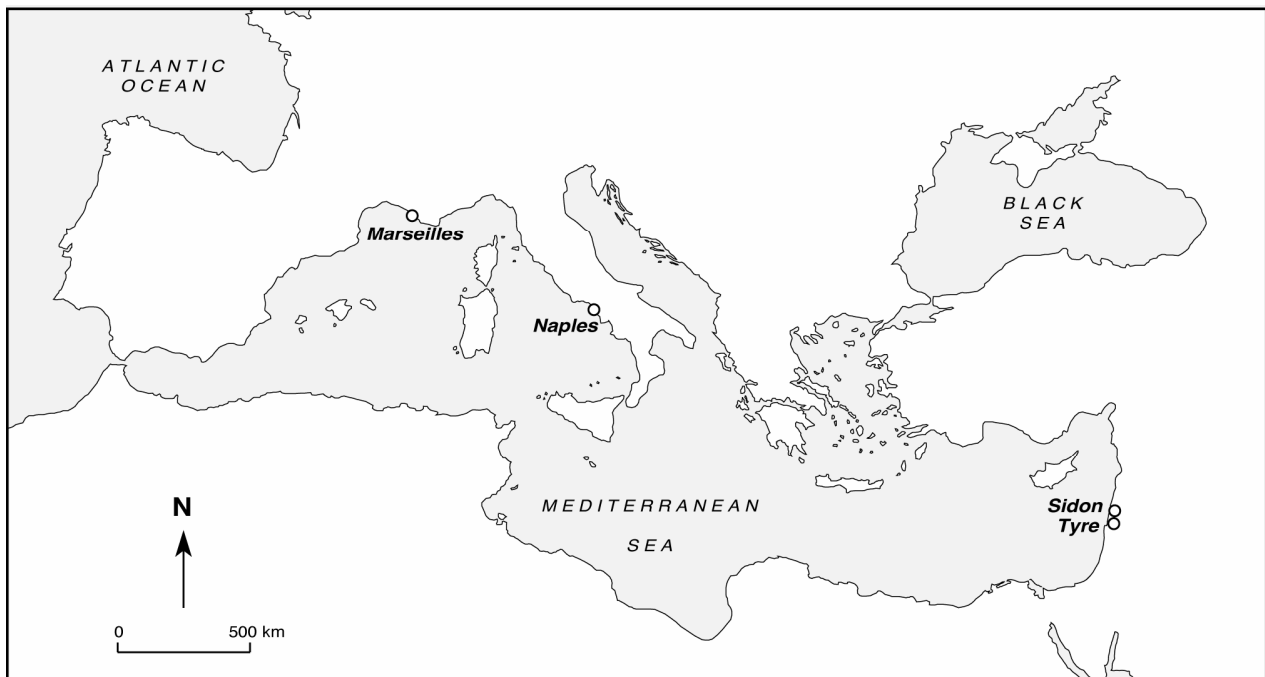 ATLANTIC
OCEAN
BLACK
SEA
Marseilles
Naples
MEDITERRANEAN
SEA
Sidon
Tyre
N
0 500 km